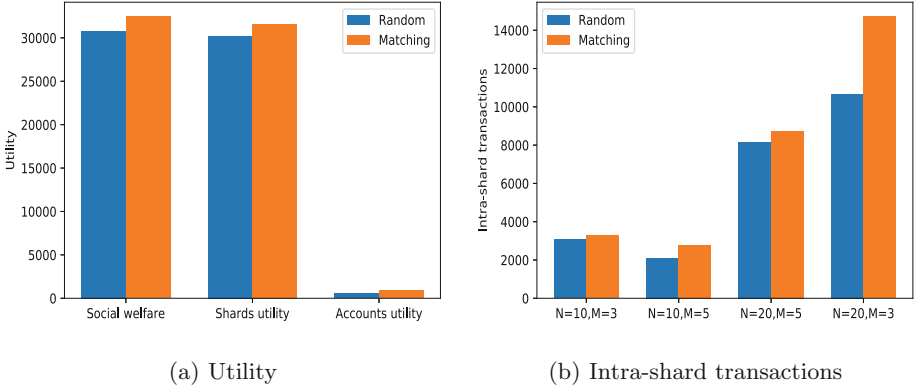 Utility
30000
25000
20000
15000
10000
5000
0
Random
Matching
Social welfare
Shards utility
Accounts utility
(a) Utility
Intra-shard transactions
14000
12000
10000
8000
6000
4000
2000
0
Random
Matching
N=10,M=3
N=10,M=5
N=20,M=5
N=20,M=3
(b) Intra-shard transactions